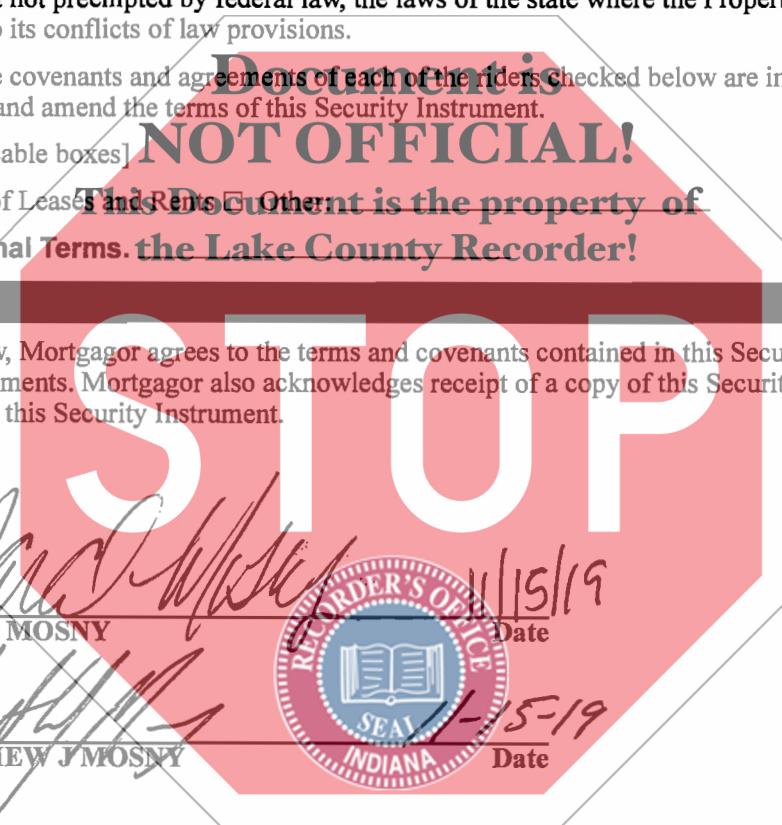 not preempted by federal law, the laws of the state where the Propert
its conflicts of law provisions.
covenants and agreements of each of the riders checked below are in
and amend the terms of this Security Instrument.
able boxes]
of Leases and Rents ☐ Other:
nal Terms.
Document is
NOT OFFICIAL!
This Document is the property of
the Lake County Recorder!
STOP
, Mortgagor agrees to the terms and covenants contained in this Secu
ments. Mortgagor also acknowledges receipt of a copy of this Securit
this Security Instrument.
11/15/19
MOSNY
Date
RECORDER'S OFFICE
SEAL
INDIANA
11-15-19
EW J MOSNY
Date